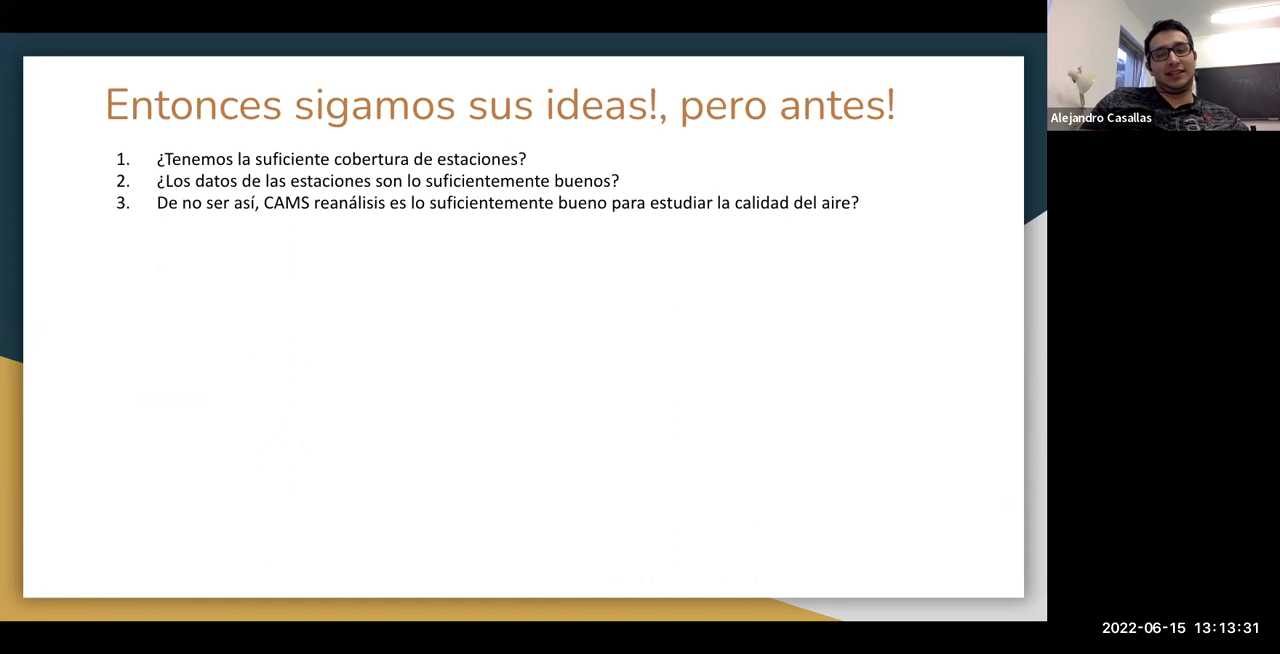 Entonces sigamos sus ideas!, pero antes!
1. ¿Tenemos la suficiente cobertura de estaciones?
2. ¿Los datos de las estaciones son lo suficientemente buenos?
3. De no ser así, CAMS reanálisis es lo suficientemente bueno para estudiar la calidad del aire?
Alejandro Casallas
2022-06-15 13:13:31